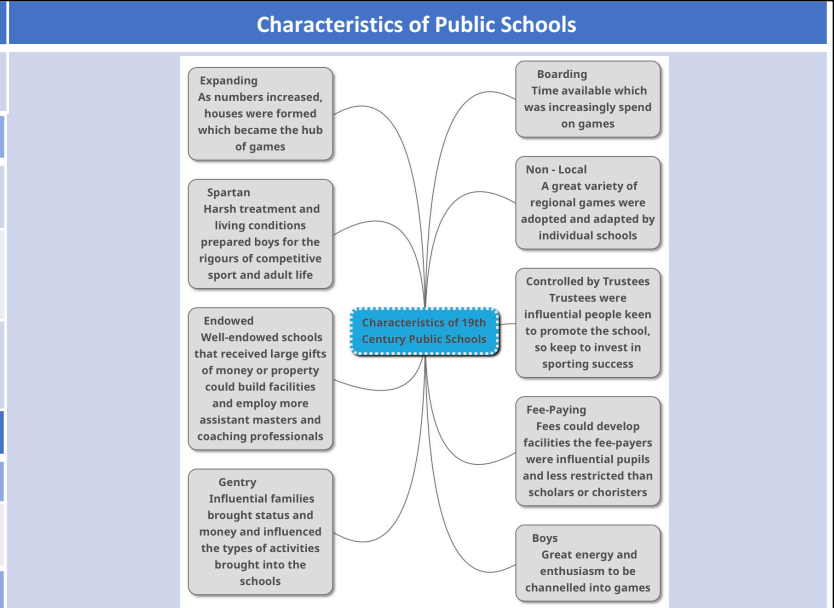 Characteristics of Public Schools
Expanding
As numbers increased,
houses were formed
which became the hub
of games
Spartan
Harsh treatment and
living conditions
prepared boys for the
rigours of competitive
sport and adult life
Endowed
Well-endowed schools
that received large gifts
of money or property
could build facilities
and employ more
assistant masters and
coaching professionals
Gentry
Influential families
brought status and
money and influenced
the types of activities
brought into the
schools
Characteristics of 19th
Century Public Schools
Boarding
Time available which
was increasingly spend
on games
Non - Local
A great variety of
regional games were
adopted and adapted by
individual schools
Controlled by Trustees
Trustees were
influential people keen
to promote the school,
so keep to invest in
sporting success
Fee-Paying
Fees could develop
facilities the fee-payers
were influential pupils
and less restricted than
scholars or choristers
Boys
Great energy and
enthusiasm to be
channelled into games